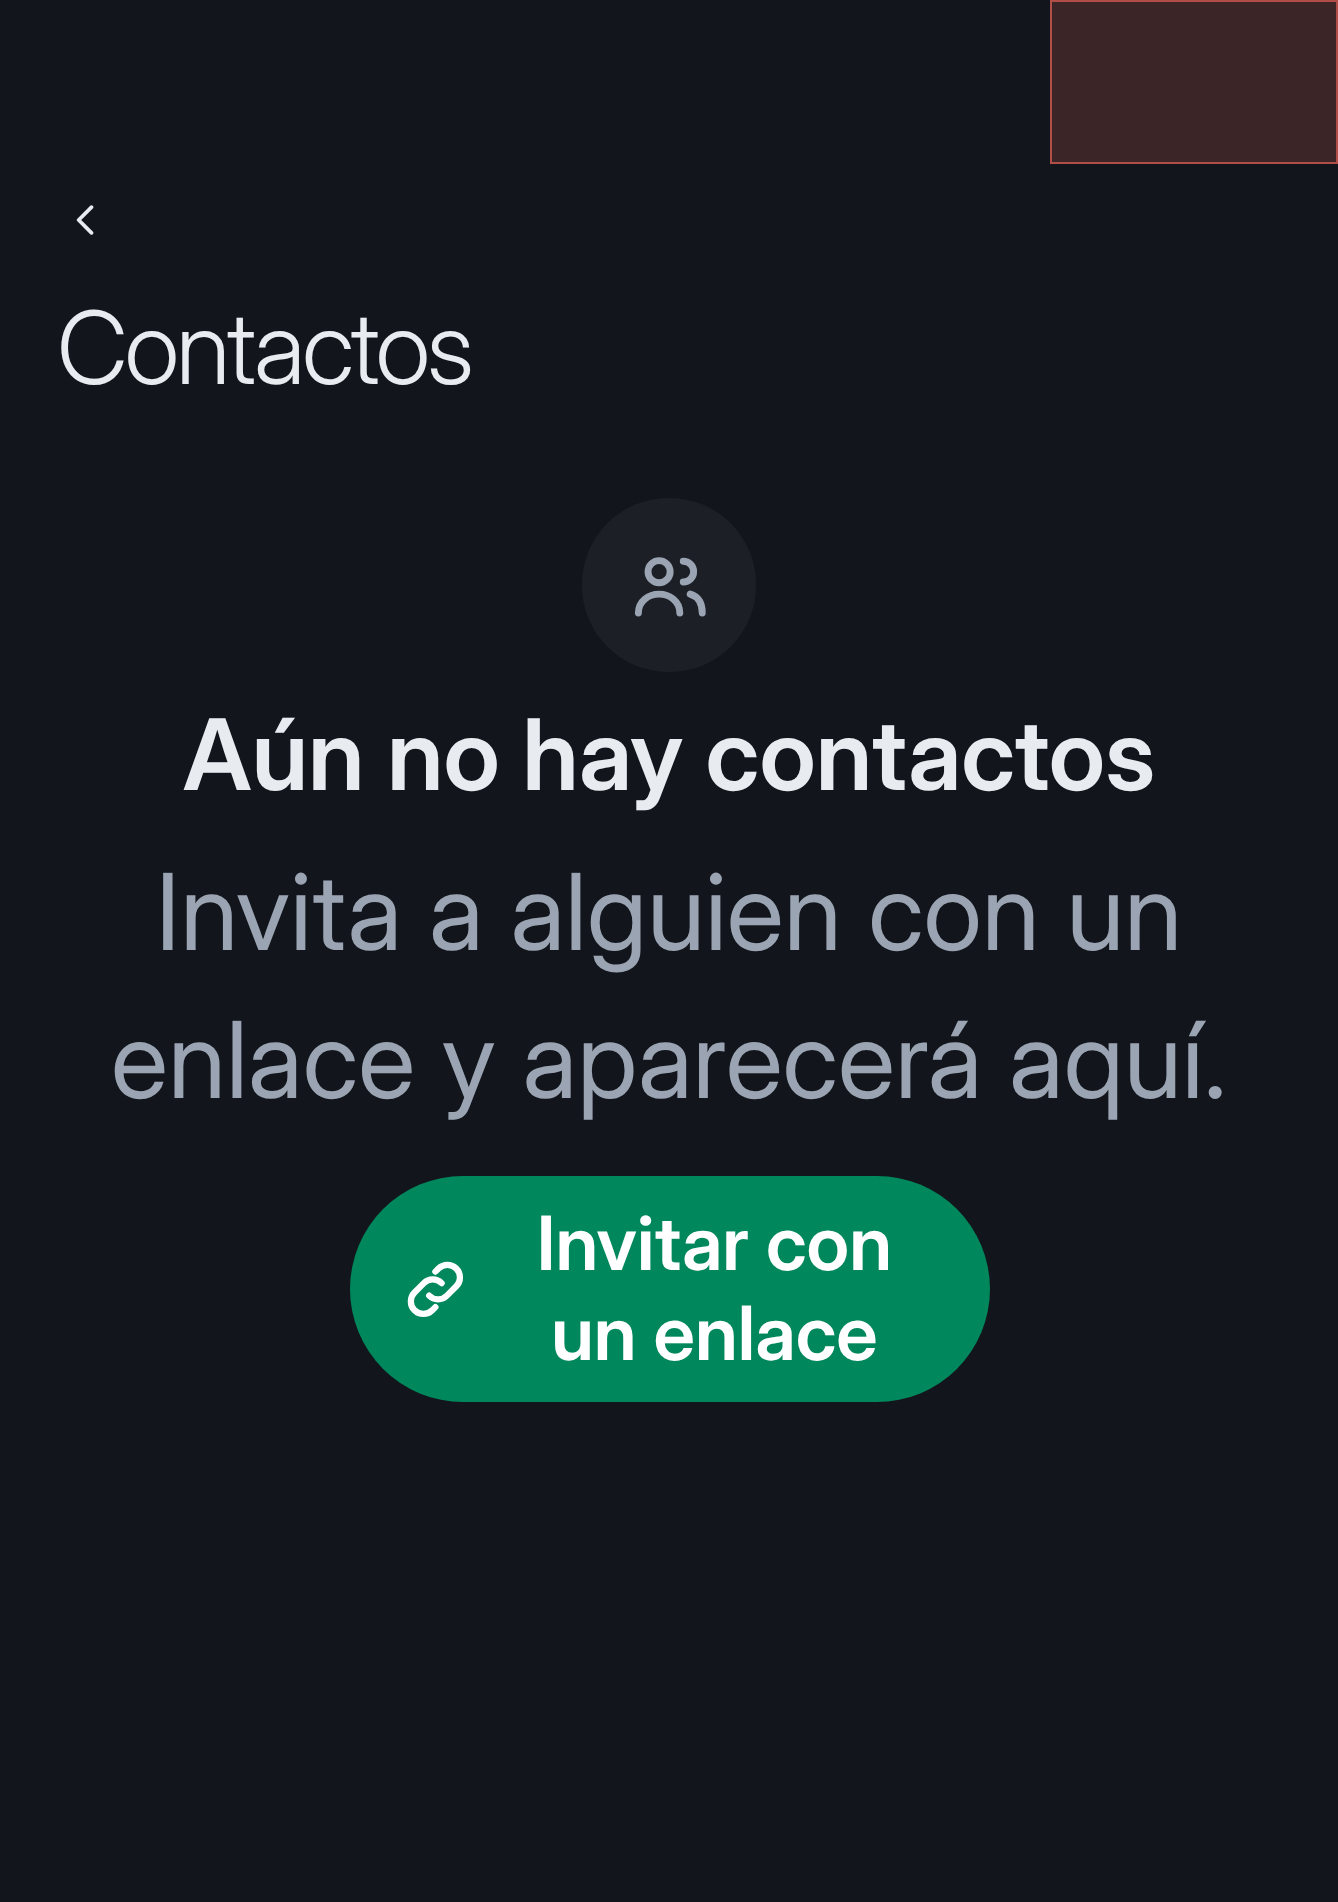 Contactos
Aún no hay contactos
Invita a alguien con un
enlace y aparecerá aquí.
Invitar con
un enlace